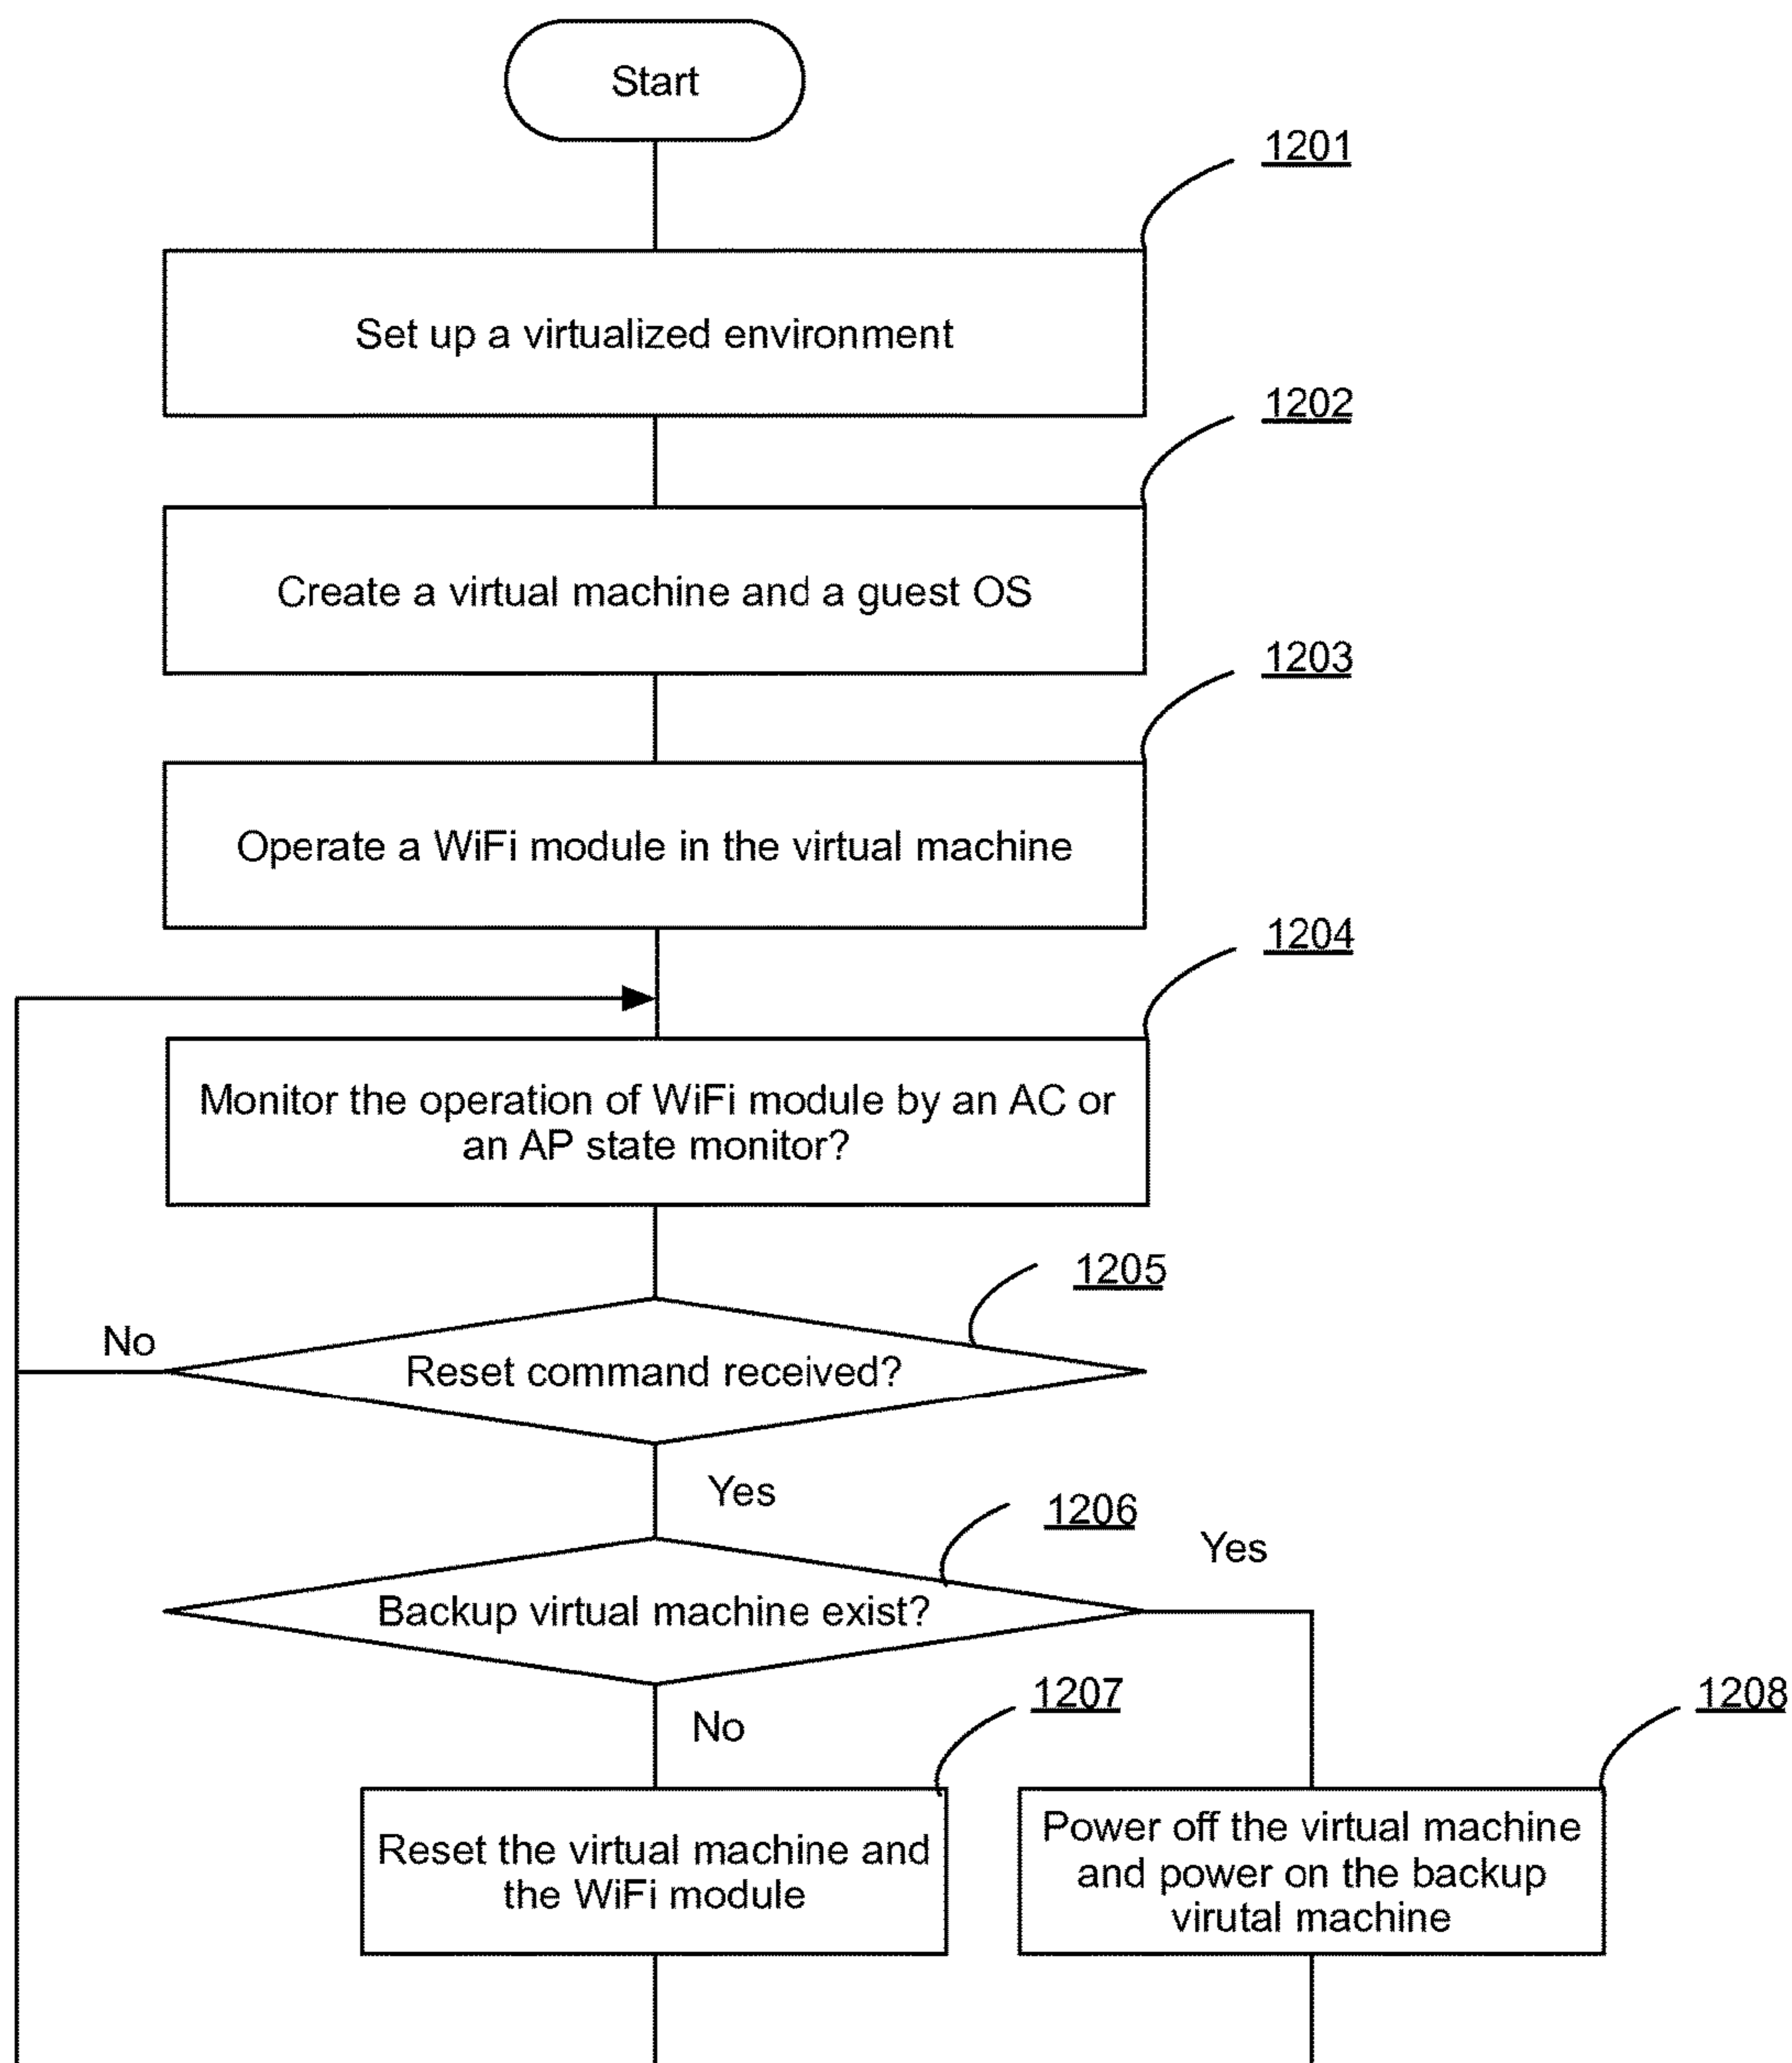 Start
1201
Set up a virtualized environment
1202
Create a virtual machine and a guest OS
1203
Operate a WiFi module in the virtual machine
1204
Monitor the operation of WiFi module by an AC or
an AP state monitor?
1205
No
Reset command received?
Yes
1206
Yes
Backup virtual machine exist?
No
1207
1208
Reset the virtual machine and
the WiFi module
Power off the virtual machine
and power on the backup
virutal machine